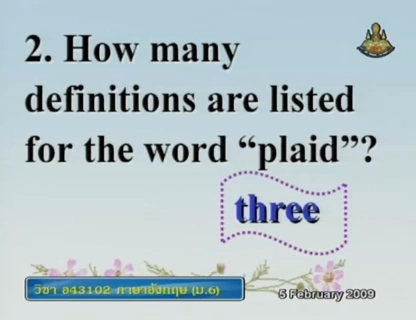 2. How many
definitions are listed
for the word “plaid”?
three
วิชา อ43102 ภาษาอังกฤษ (ม.6)
5 February 2009